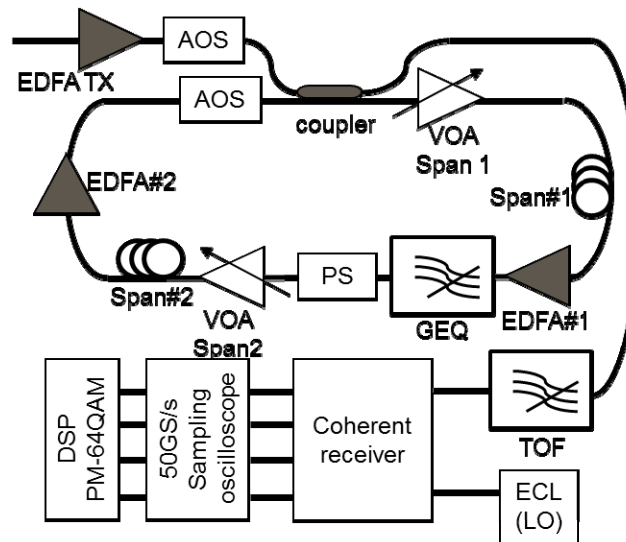 EDFA TX
AOS
AOS
coupler
VOA
Span 1
EDFA#2
Span#1
Span#2
VOA
Span2
PS
GEQ
EDFA#1
DSP
PM-64QAM
50GS/s
Sampling
oscilloscope
Coherent
receiver
TOF
ECL
(LO)